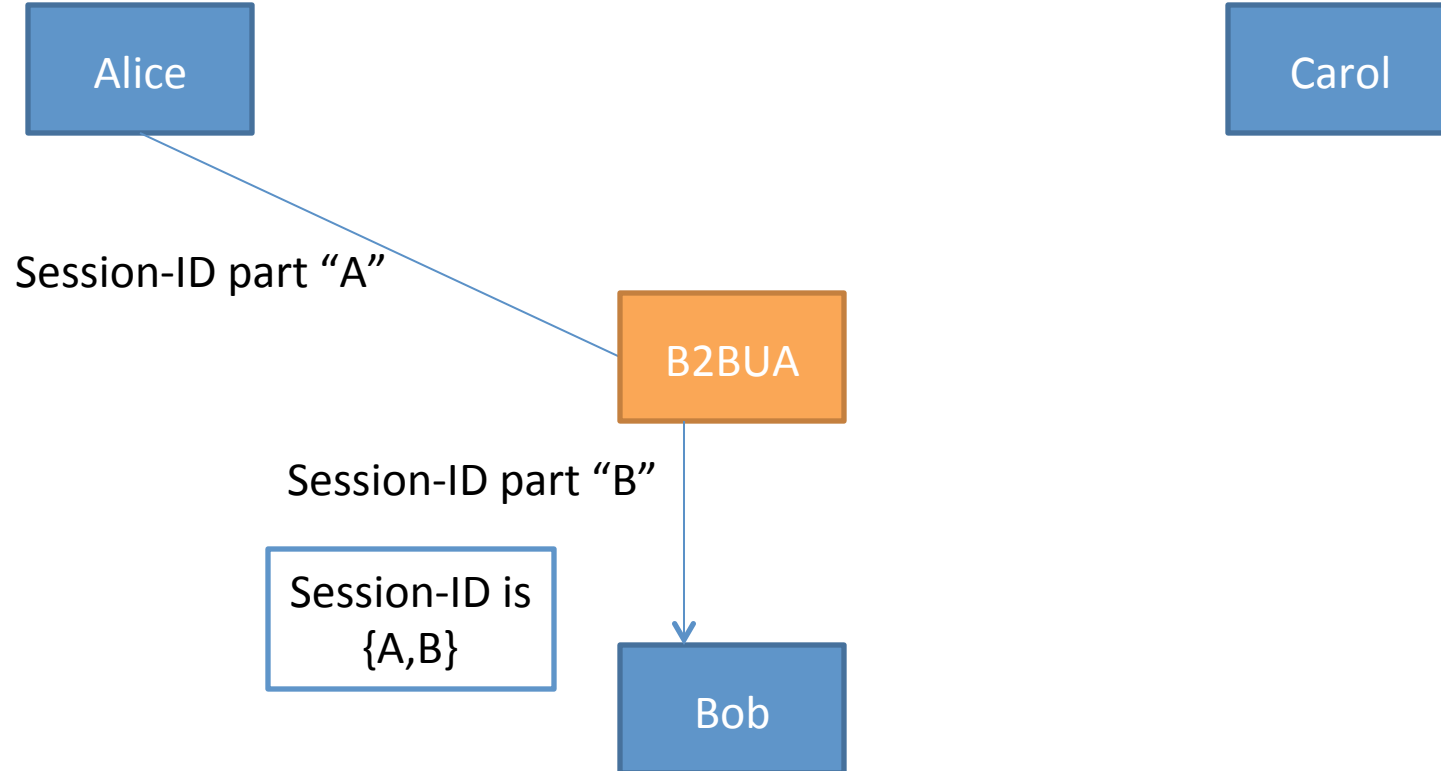 Alice
Carol
Session-ID part “A”
B2BUA
Session-ID part “B”
Session-ID is
{A,B}
Bob